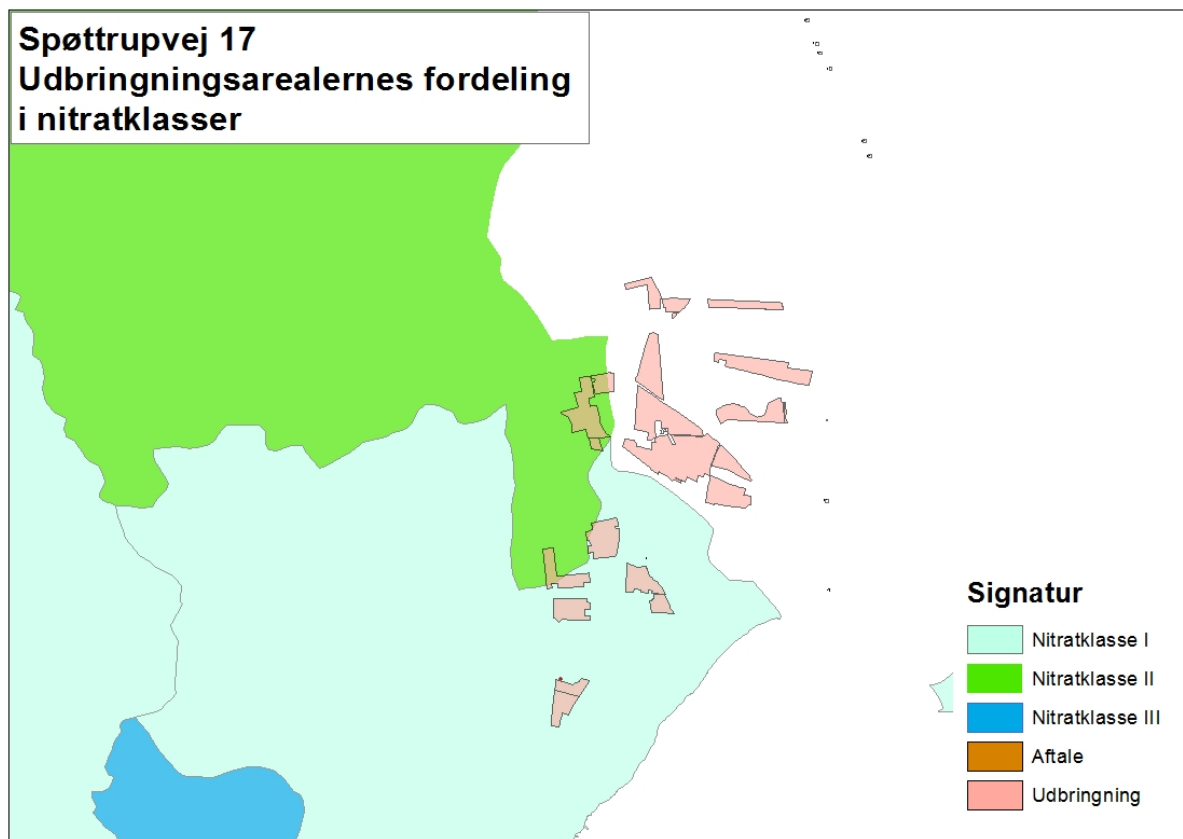 Spøttrupvej 17
Udbringningsarealernes fordeling
i nitratklasser
Signatur
Nitratklasse I
Nitratklasse II
Nitratklasse III
Aftale
Udbringning